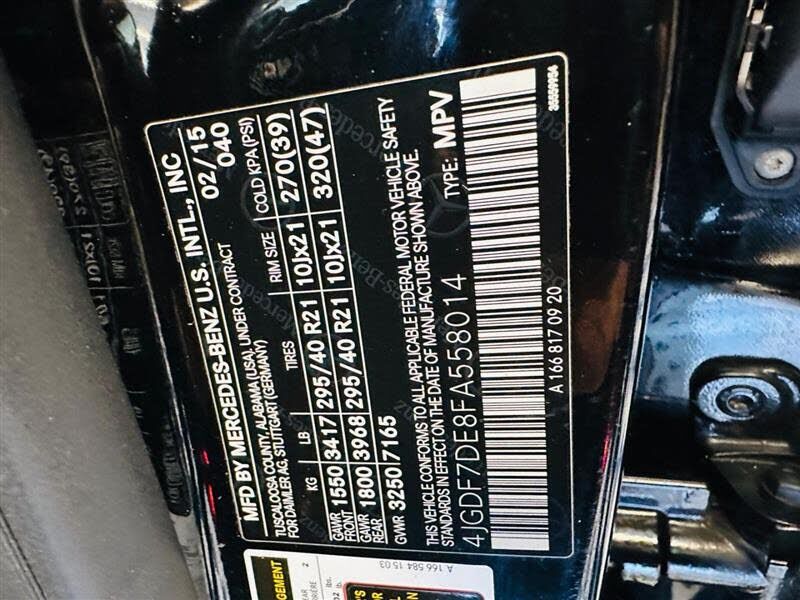 MFD BY MERCEDES-BENZ U.S. INTL., INC
TUSCALOOSA COUNTY, ALABAMA (USA), UNDER CONTRACT 02/15
FOR DAIMLER AG, STUTTGART (GERMANY) 040
KG LB TIRES RIM SIZE COLD KPA (PSI)
GAWR FRONT 1550 3417 295/40 R21 10Jx21 270(39)
GAWR REAR 1800 3968 295/40 R21 10Jx21 320(47)
GVWR 3250 7165
THIS VEHICLE CONFORMS TO ALL APPLICABLE FEDERAL MOTOR VEHICLE SAFETY
STANDARDS IN EFFECT ON THE DATE OF MANUFACTURE SHOWN ABOVE.
4JGDF7DE8FA558014 TYPE: MPV
A 166 817 09 20
A 166 584 15 03